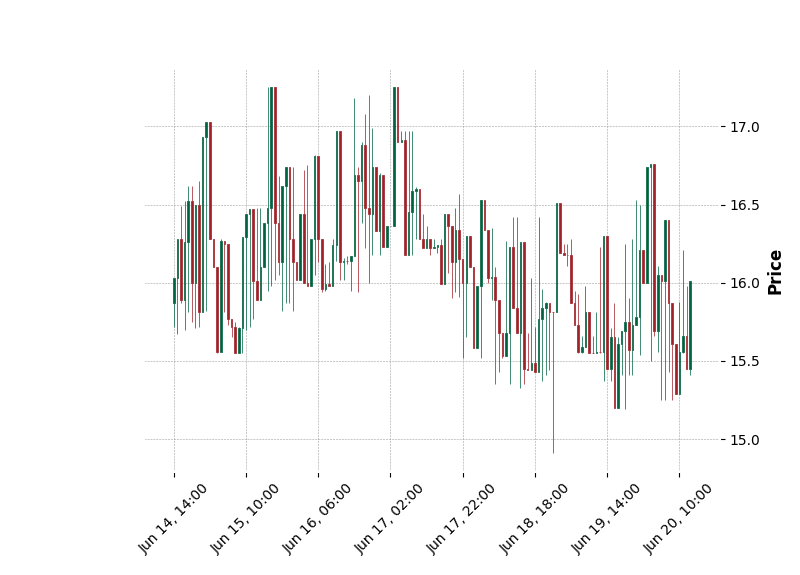 17.0
16.5
16.0
15.5
15.0
Price
Jun 14, 14:00
Jun 15, 10:00
Jun 16, 06:00
Jun 17, 02:00
Jun 17, 22:00
Jun 18, 18:00
Jun 19, 14:00
Jun 20, 10:00